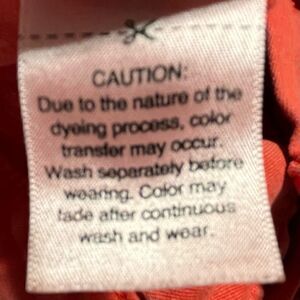 CAUTION:
Due to the nature of the
dyeing process, color
transfer may occur.
Wash separately before
wearing. Color may
fade after continuous
wash and wear.